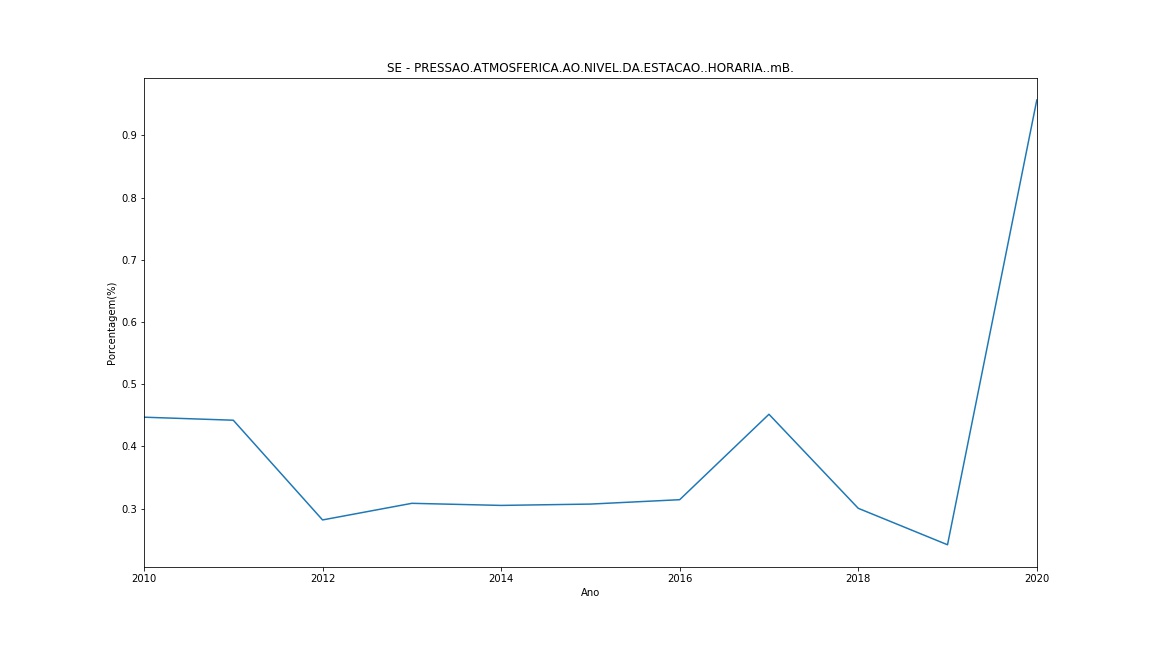 SE - PRESSAO.ATMOSFERICA.AO.NIVEL.DA.ESTACAO..HORARIA..mB.
0.9
0.8
0.7
0.6
0.5
0.4
0.3
Porcentagem(%)
2010 2012 2014 2016 2018 2020
Ano